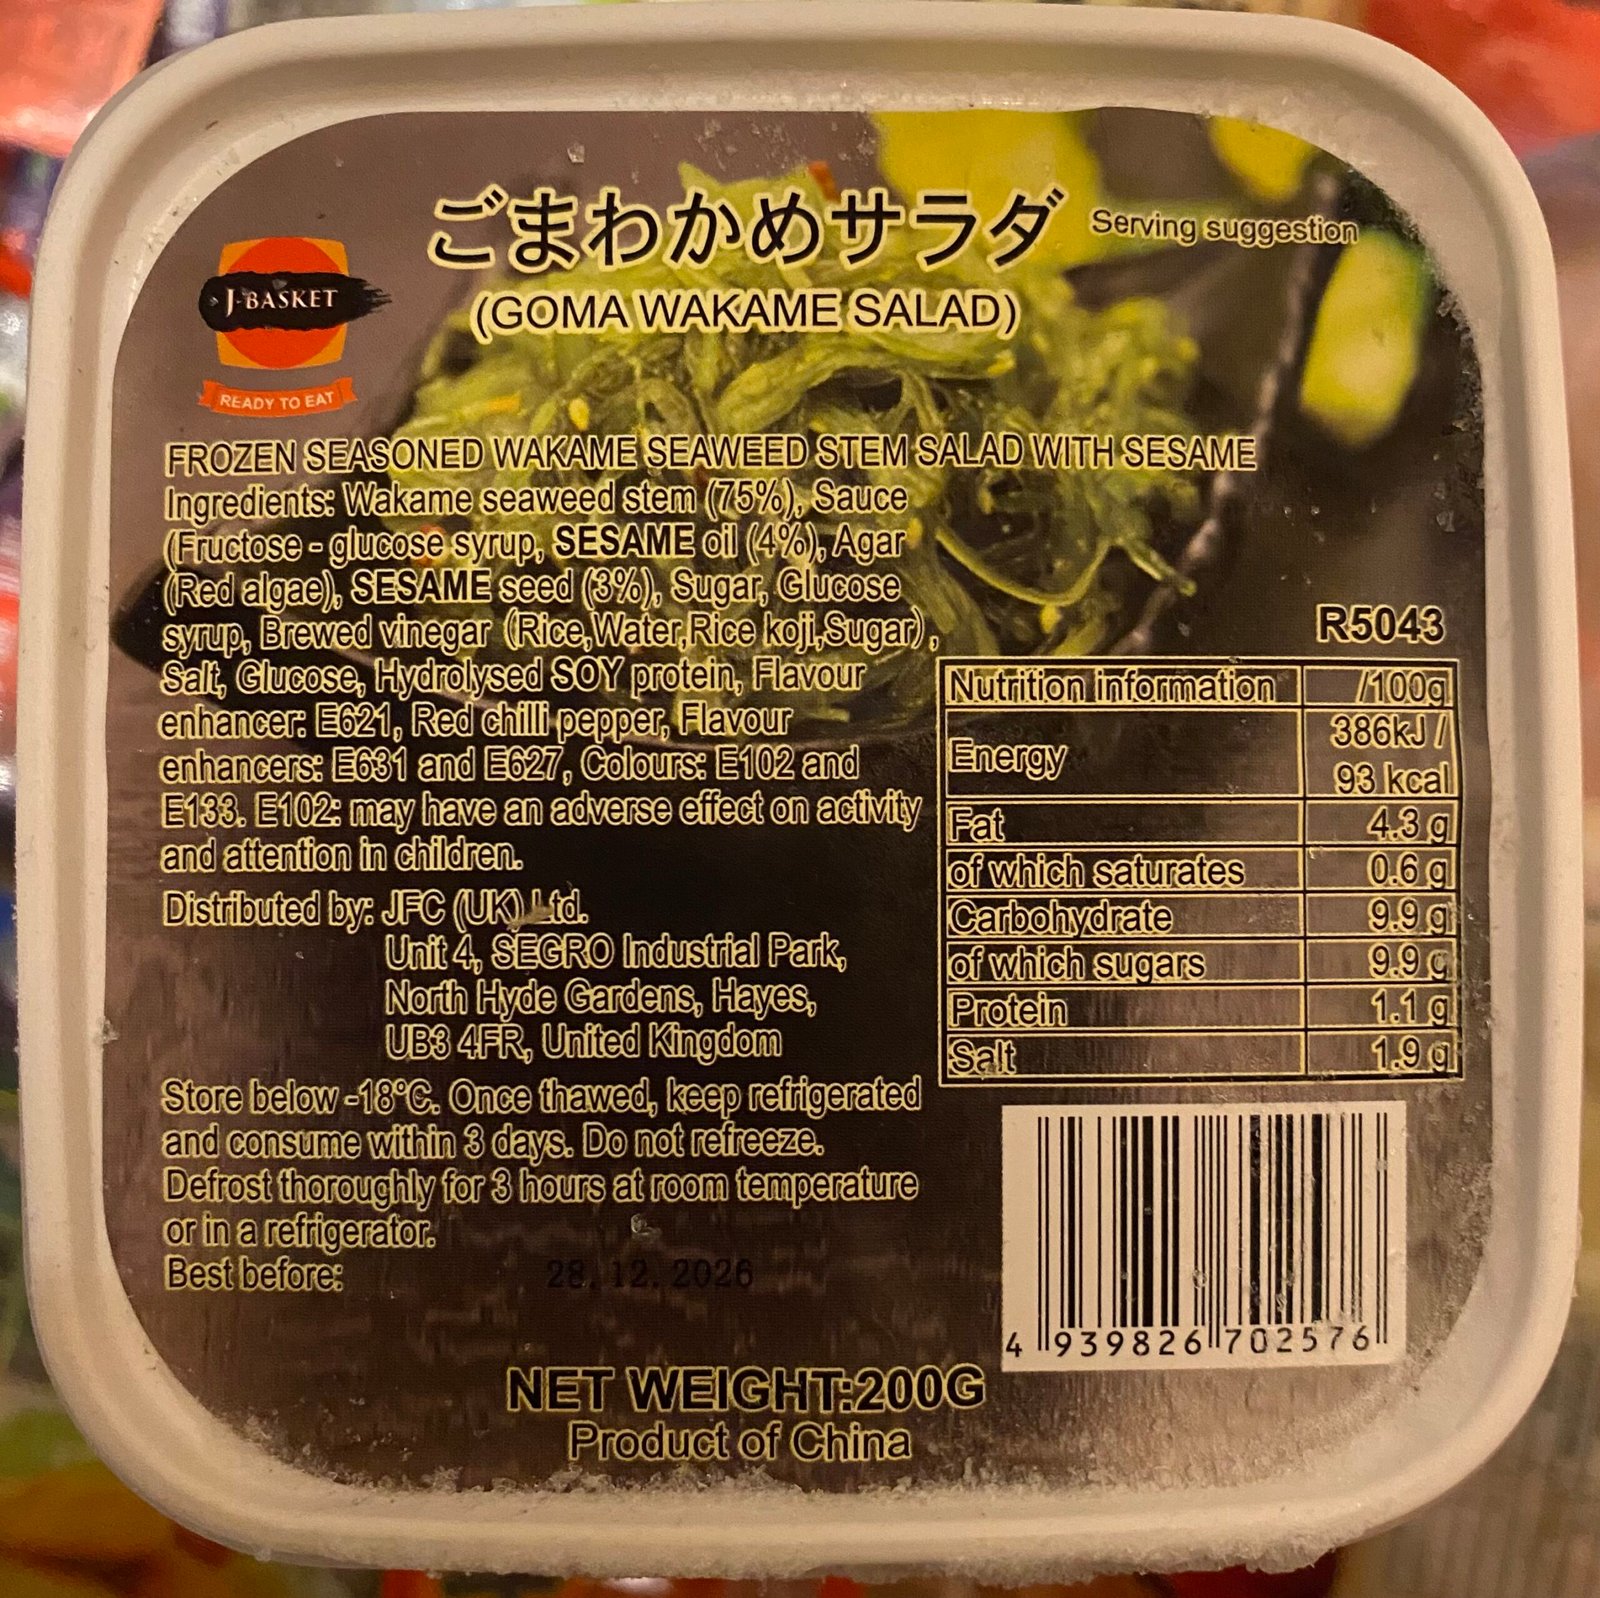 ごまわかめサラダ Serving suggestion
(GOMA WAKAME SALAD)
J-BASKET
READY TO EAT
FROZEN SEASONED WAKAME SEAWEED STEM SALAD WITH SESAME
Ingredients: Wakame seaweed stem (75%), Sauce
(Fructose - glucose syrup, SESAME oil (4%), Agar
(Red algae), SESAME seed (3%), Sugar, Glucose
syrup, Brewed vinegar (Rice,Water,Rice koji,Sugar),
Salt, Glucose, Hydrolysed SOY protein, Flavour
enhancer: E621, Red chilli pepper, Flavour
enhancers: E631 and E627, Colours: E102 and
E133. E102: may have an adverse effect on activity
and attention in children.
Distributed by: JFC (UK) Ltd.
Unit 4, SEGRO Industrial Park,
North Hyde Gardens, Hayes,
UB3 4FR, United Kingdom
Store below -18°C. Once thawed, keep refrigerated
and consume within 3 days. Do not refreeze.
Defrost thoroughly for 3 hours at room temperature
or in a refrigerator.
Best before: 28.12.2026
R5043
Nutrition information /100g
Energy 386kJ /
93 kcal
Fat 4.3 g
of which saturates 0.6 g
Carbohydrate 9.9 g
of which sugars 9.9 g
Protein 1.1 g
Salt 1.9 g
4 939826 702576
NET WEIGHT:200G
Product of China